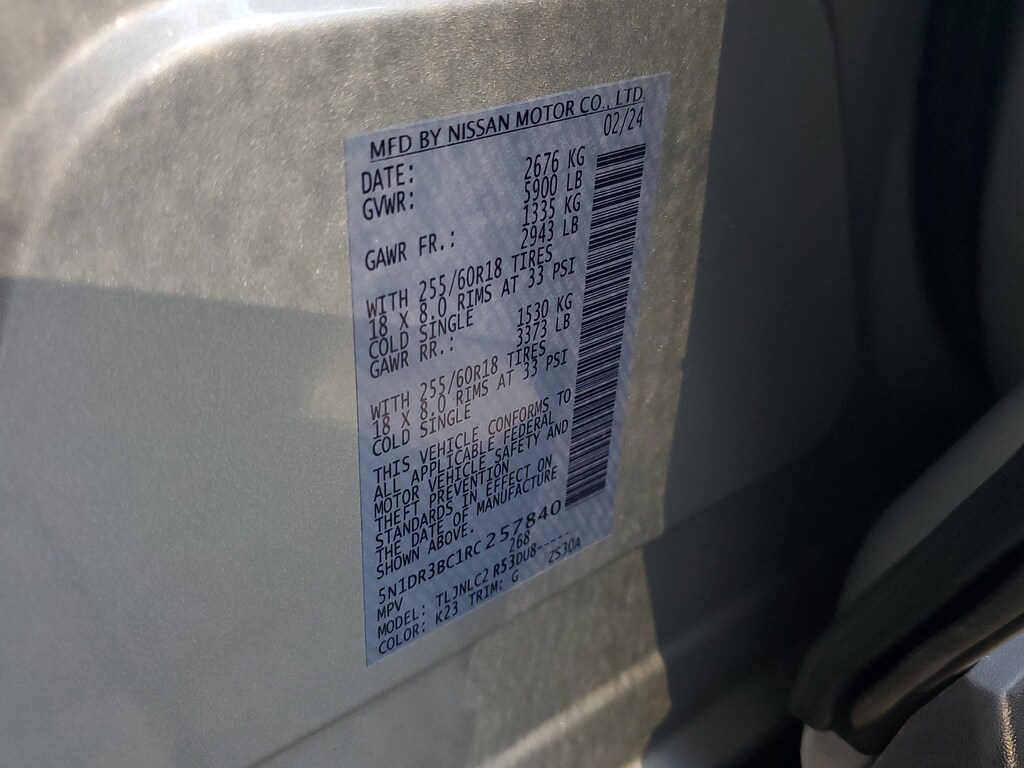 MFD BY NISSAN MOTOR CO., LTD.
DATE: 02/24
GVWR: 2676 KG
5900 LB
GAWR FR.: 1335 KG
2943 LB
WITH 255/60R18 TIRES
18 X 8.0 RIMS AT 33 PSI
COLD SINGLE
GAWR RR.: 1530 KG
3373 LB
WITH 255/60R18 TIRES
18 X 8.0 RIMS AT 33 PSI
COLD SINGLE
THIS VEHICLE CONFORMS TO
ALL APPLICABLE FEDERAL
MOTOR VEHICLE SAFETY AND
THEFT PREVENTION
STANDARDS IN EFFECT ON
THE DATE OF MANUFACTURE
SHOWN ABOVE.
5N1DR3BC1RC257840
MPV 268
MODEL: TLJNLC2 R53DU8-----
COLOR: K23 TRIM: G ZS30A